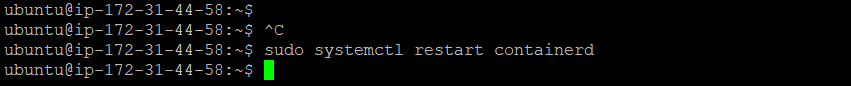 ubuntu@ip-172-31-44-58:~$
ubuntu@ip-172-31-44-58:~$ ^C
ubuntu@ip-172-31-44-58:~$ sudo systemctl restart containerd
ubuntu@ip-172-31-44-58:~$